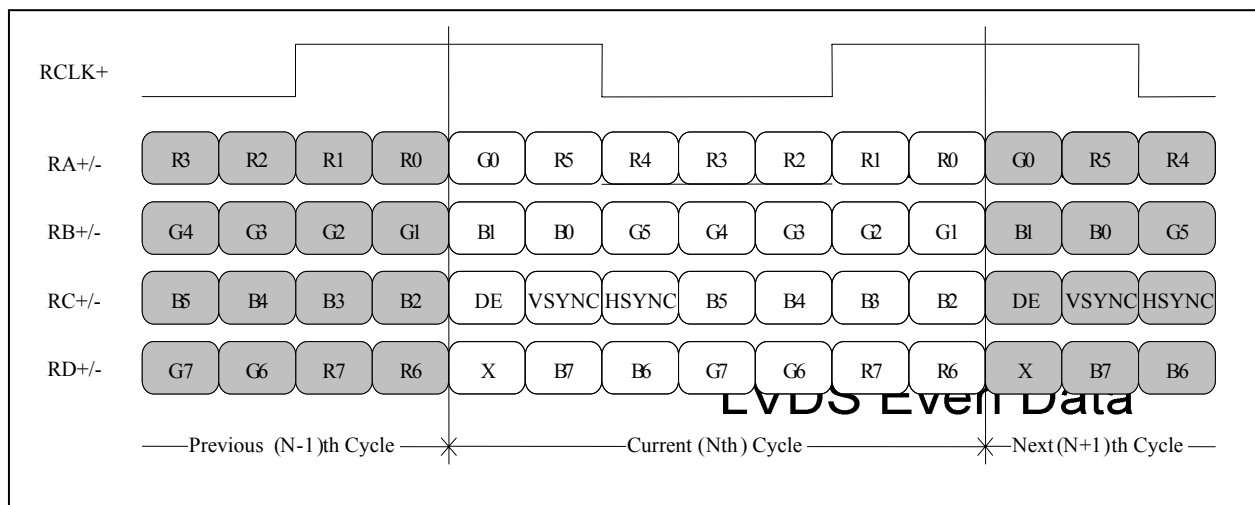 RCLK+
RA+/- R3 R2 R1 R0 G0 R5 R4 R3 R2 R1 R0 G0 R5 R4
RB+/- G4 G3 G2 G1 B1 B0 G5 G4 G3 G2 G1 B1 B0 G5
RC+/- B5 B4 B3 B2 DE VSYNC HSYNC B5 B4 B3 B2 DE VSYNC HSYNC
RD+/- G7 G6 R7 R6 X B7 B6 G7 G6 R7 R6 X B7 B6
LVDS Even Data
Previous (N-1)th Cycle Current (Nth) Cycle Next (N+1)th Cycle